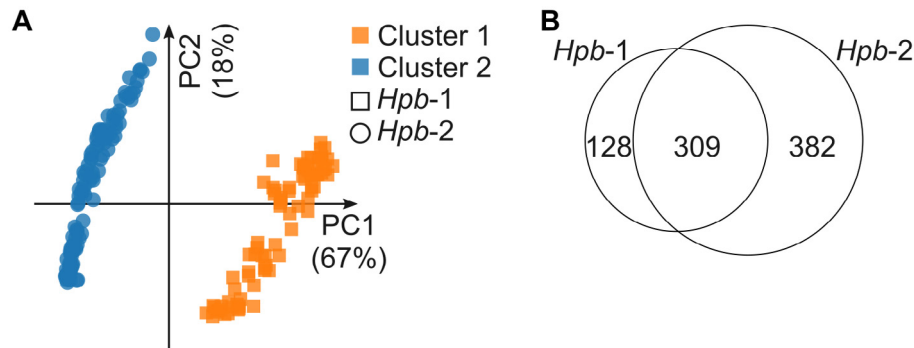 A
PC2
(18%)
Cluster 1
Cluster 2
Hpb-1
Hpb-2
PC1
(67%)
B
Hpb-1
Hpb-2
128
309
382